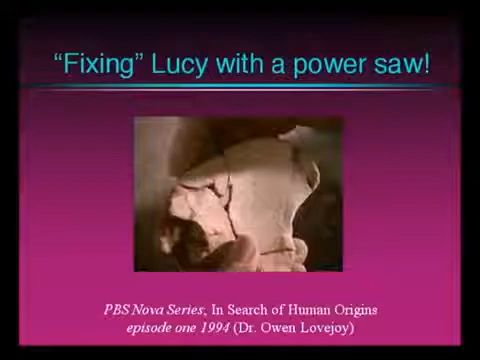 “Fixing” Lucy with a power saw!
PBS Nova Series, In Search of Human Origins
episode one 1994 (Dr. Owen Lovejoy)